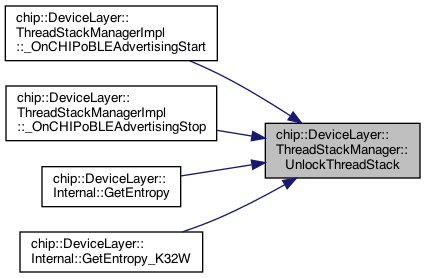 chip::DeviceLayer::
ThreadStackManagerImpl
::_OnCHIPoBLEAdvertisingStart
chip::DeviceLayer::
ThreadStackManagerImpl
::_OnCHIPoBLEAdvertisingStop
chip::DeviceLayer::
Internal::GetEntropy
chip::DeviceLayer::
Internal::GetEntropy_K32W
chip::DeviceLayer::
ThreadStackManager::
UnlockThreadStack